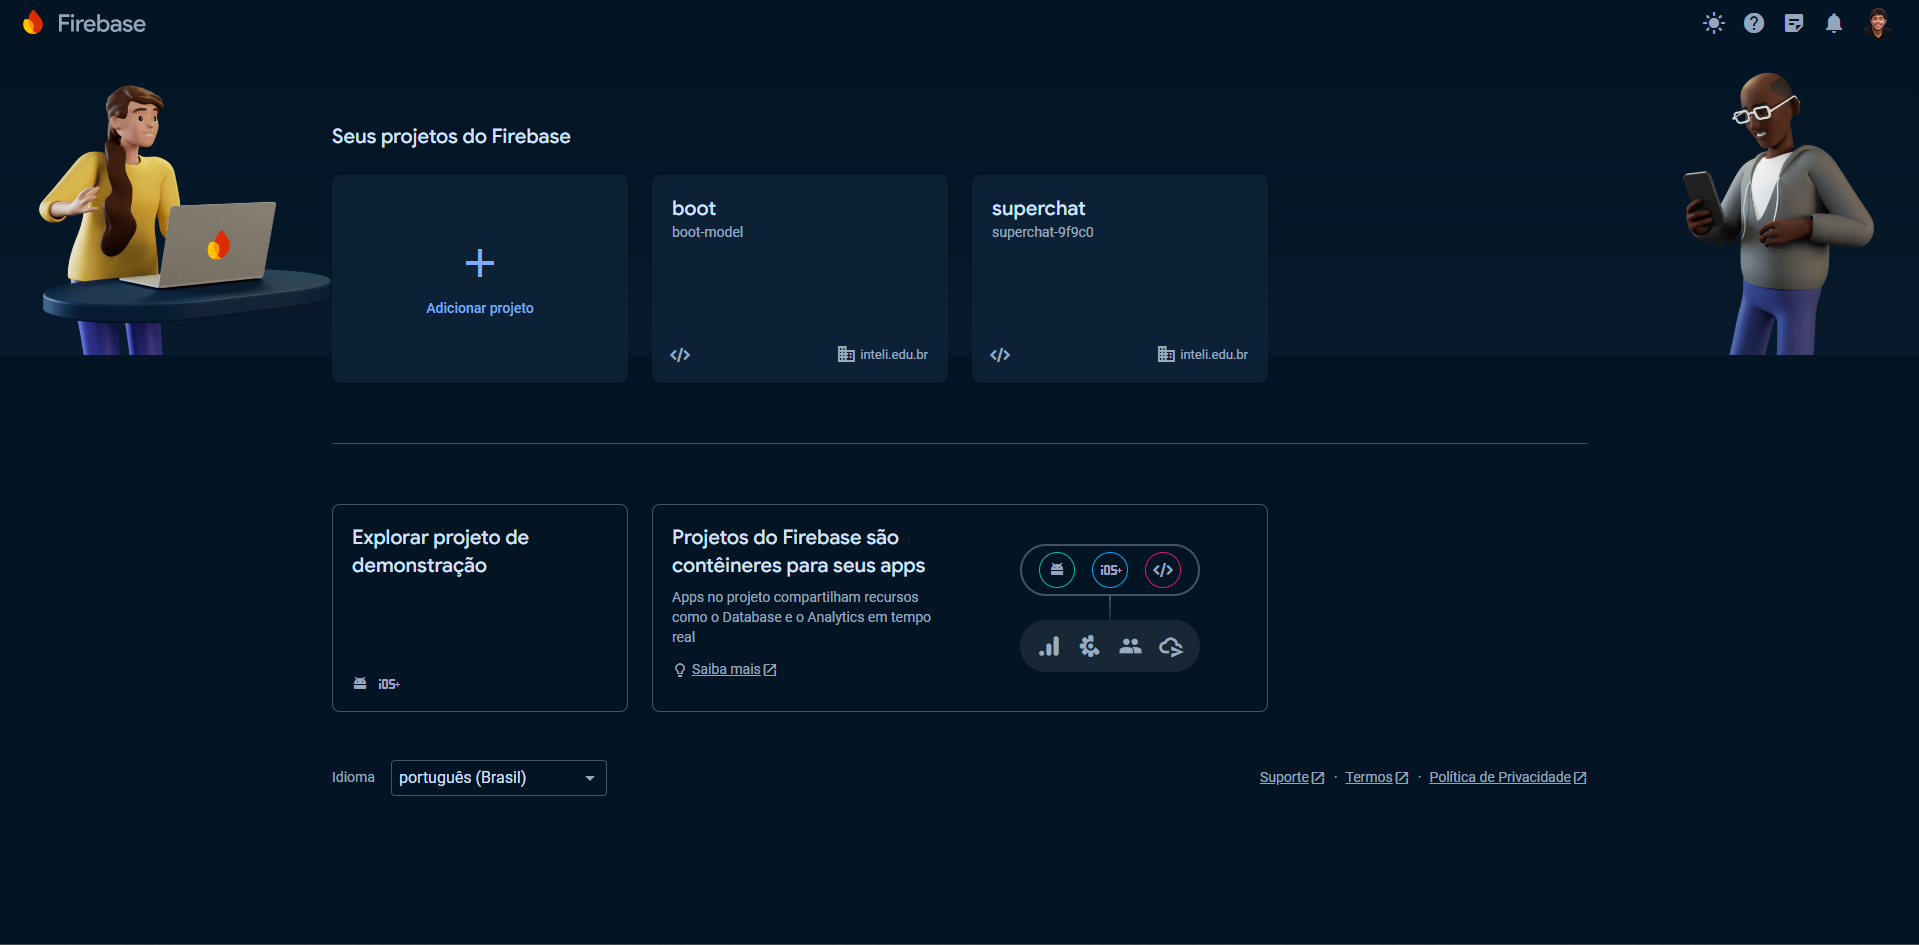 Firebase
Seus projetos do Firebase
Adicionar projeto
boot
boot-model
inteli.edu.br
superchat
superchat-9f9c0
inteli.edu.br
Explorar projeto de
demonstração
iOS+
Projetos do Firebase são
contêineres para seus apps
Apps no projeto compartilham recursos
como o Database e o Analytics em tempo
real
Saiba mais
iOS+
Idioma
português (Brasil)
Suporte · Termos · Política de Privacidade